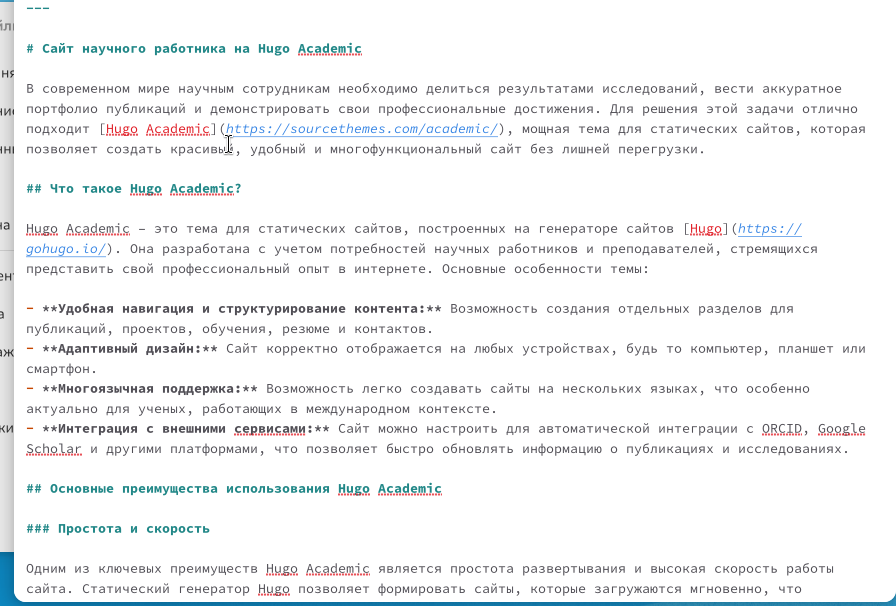 ---
# Сайт научного работника на Hugo Academic
В современном мире научным сотрудникам необходимо делиться результатами исследований, вести аккуратное
портфолио публикаций и демонстрировать свои профессиональные достижения. Для решения этой задачи отлично
подходит [Hugo Academic](https://sourcethemes.com/academic/), мощная тема для статических сайтов, которая
позволяет создать красивый, удобный и многофункциональный сайт без лишней перегрузки.
## Что такое Hugo Academic?
Hugo Academic – это тема для статических сайтов, построенных на генераторе сайтов [Hugo](https://
gohugo.io/). Она разработана с учетом потребностей научных работников и преподавателей, стремящихся
представить свой профессиональный опыт в интернете. Основные особенности темы:
- **Удобная навигация и структурирование контента:** Возможность создания отдельных разделов для
публикаций, проектов, обучения, резюме и контактов.
- **Адаптивный дизайн:** Сайт корректно отображается на любых устройствах, будь то компьютер, планшет или
смартфон.
- **Многоязычная поддержка:** Возможность легко создавать сайты на нескольких языках, что особенно
актуально для ученых, работающих в международном контексте.
- **Интеграция с внешними сервисами:** Сайт можно настроить для автоматической интеграции с ORCID, Google
Scholar и другими платформами, что позволяет быстро обновлять информацию о публикациях и исследованиях.
## Основные преимущества использования Hugo Academic
### Простота и скорость
Одним из ключевых преимуществ Hugo Academic является простота развертывания и высокая скорость работы
сайта. Статический генератор Hugo позволяет формировать сайты, которые загружаются мгновенно, что